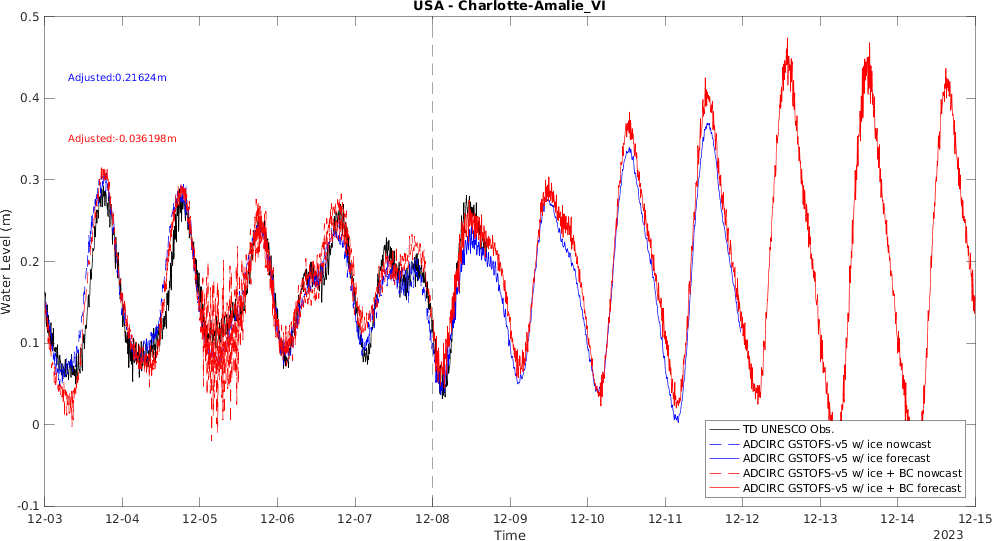 USA - Charlotte-Amalie_VI
0.5
Adjusted:0.21624m
0.4
Adjusted:-0.036198m
0.3
Water Level (m)
0.2
0.1
0
TD UNESCO Obs.
ADCIRC GSTOFS-v5 w/ ice nowcast
ADCIRC GSTOFS-v5 w/ ice forecast
ADCIRC GSTOFS-v5 w/ ice + BC nowcast
ADCIRC GSTOFS-v5 w/ ice + BC forecast
-0.1
12-03 12-04 12-05 12-06 12-07 12-08 12-09 12-10 12-11 12-12 12-13 12-14 12-15
Time
2023